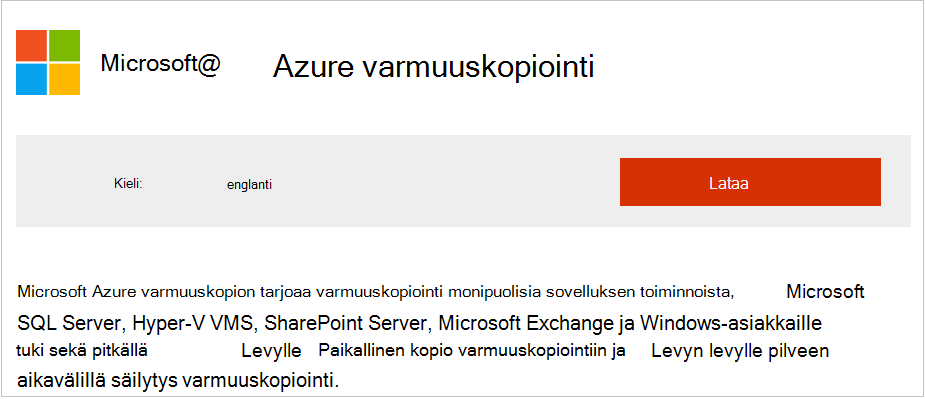 Microsoft@ Azure varmuuskopiointi
Kieli: englanti Lataa
Microsoft Azure varmuuskopion tarjoaa varmuuskopiointi monipuolisia sovelluksen toiminnoista, Microsoft
SQL Server, Hyper-V VMS, SharePoint Server, Microsoft Exchange ja Windows-asiakkaille
tuki sekä pitkällä Levylle Paikallinen kopio varmuuskopiointiin ja Levyn levylle pilveen
aikavälillä säilytys varmuuskopiointi.